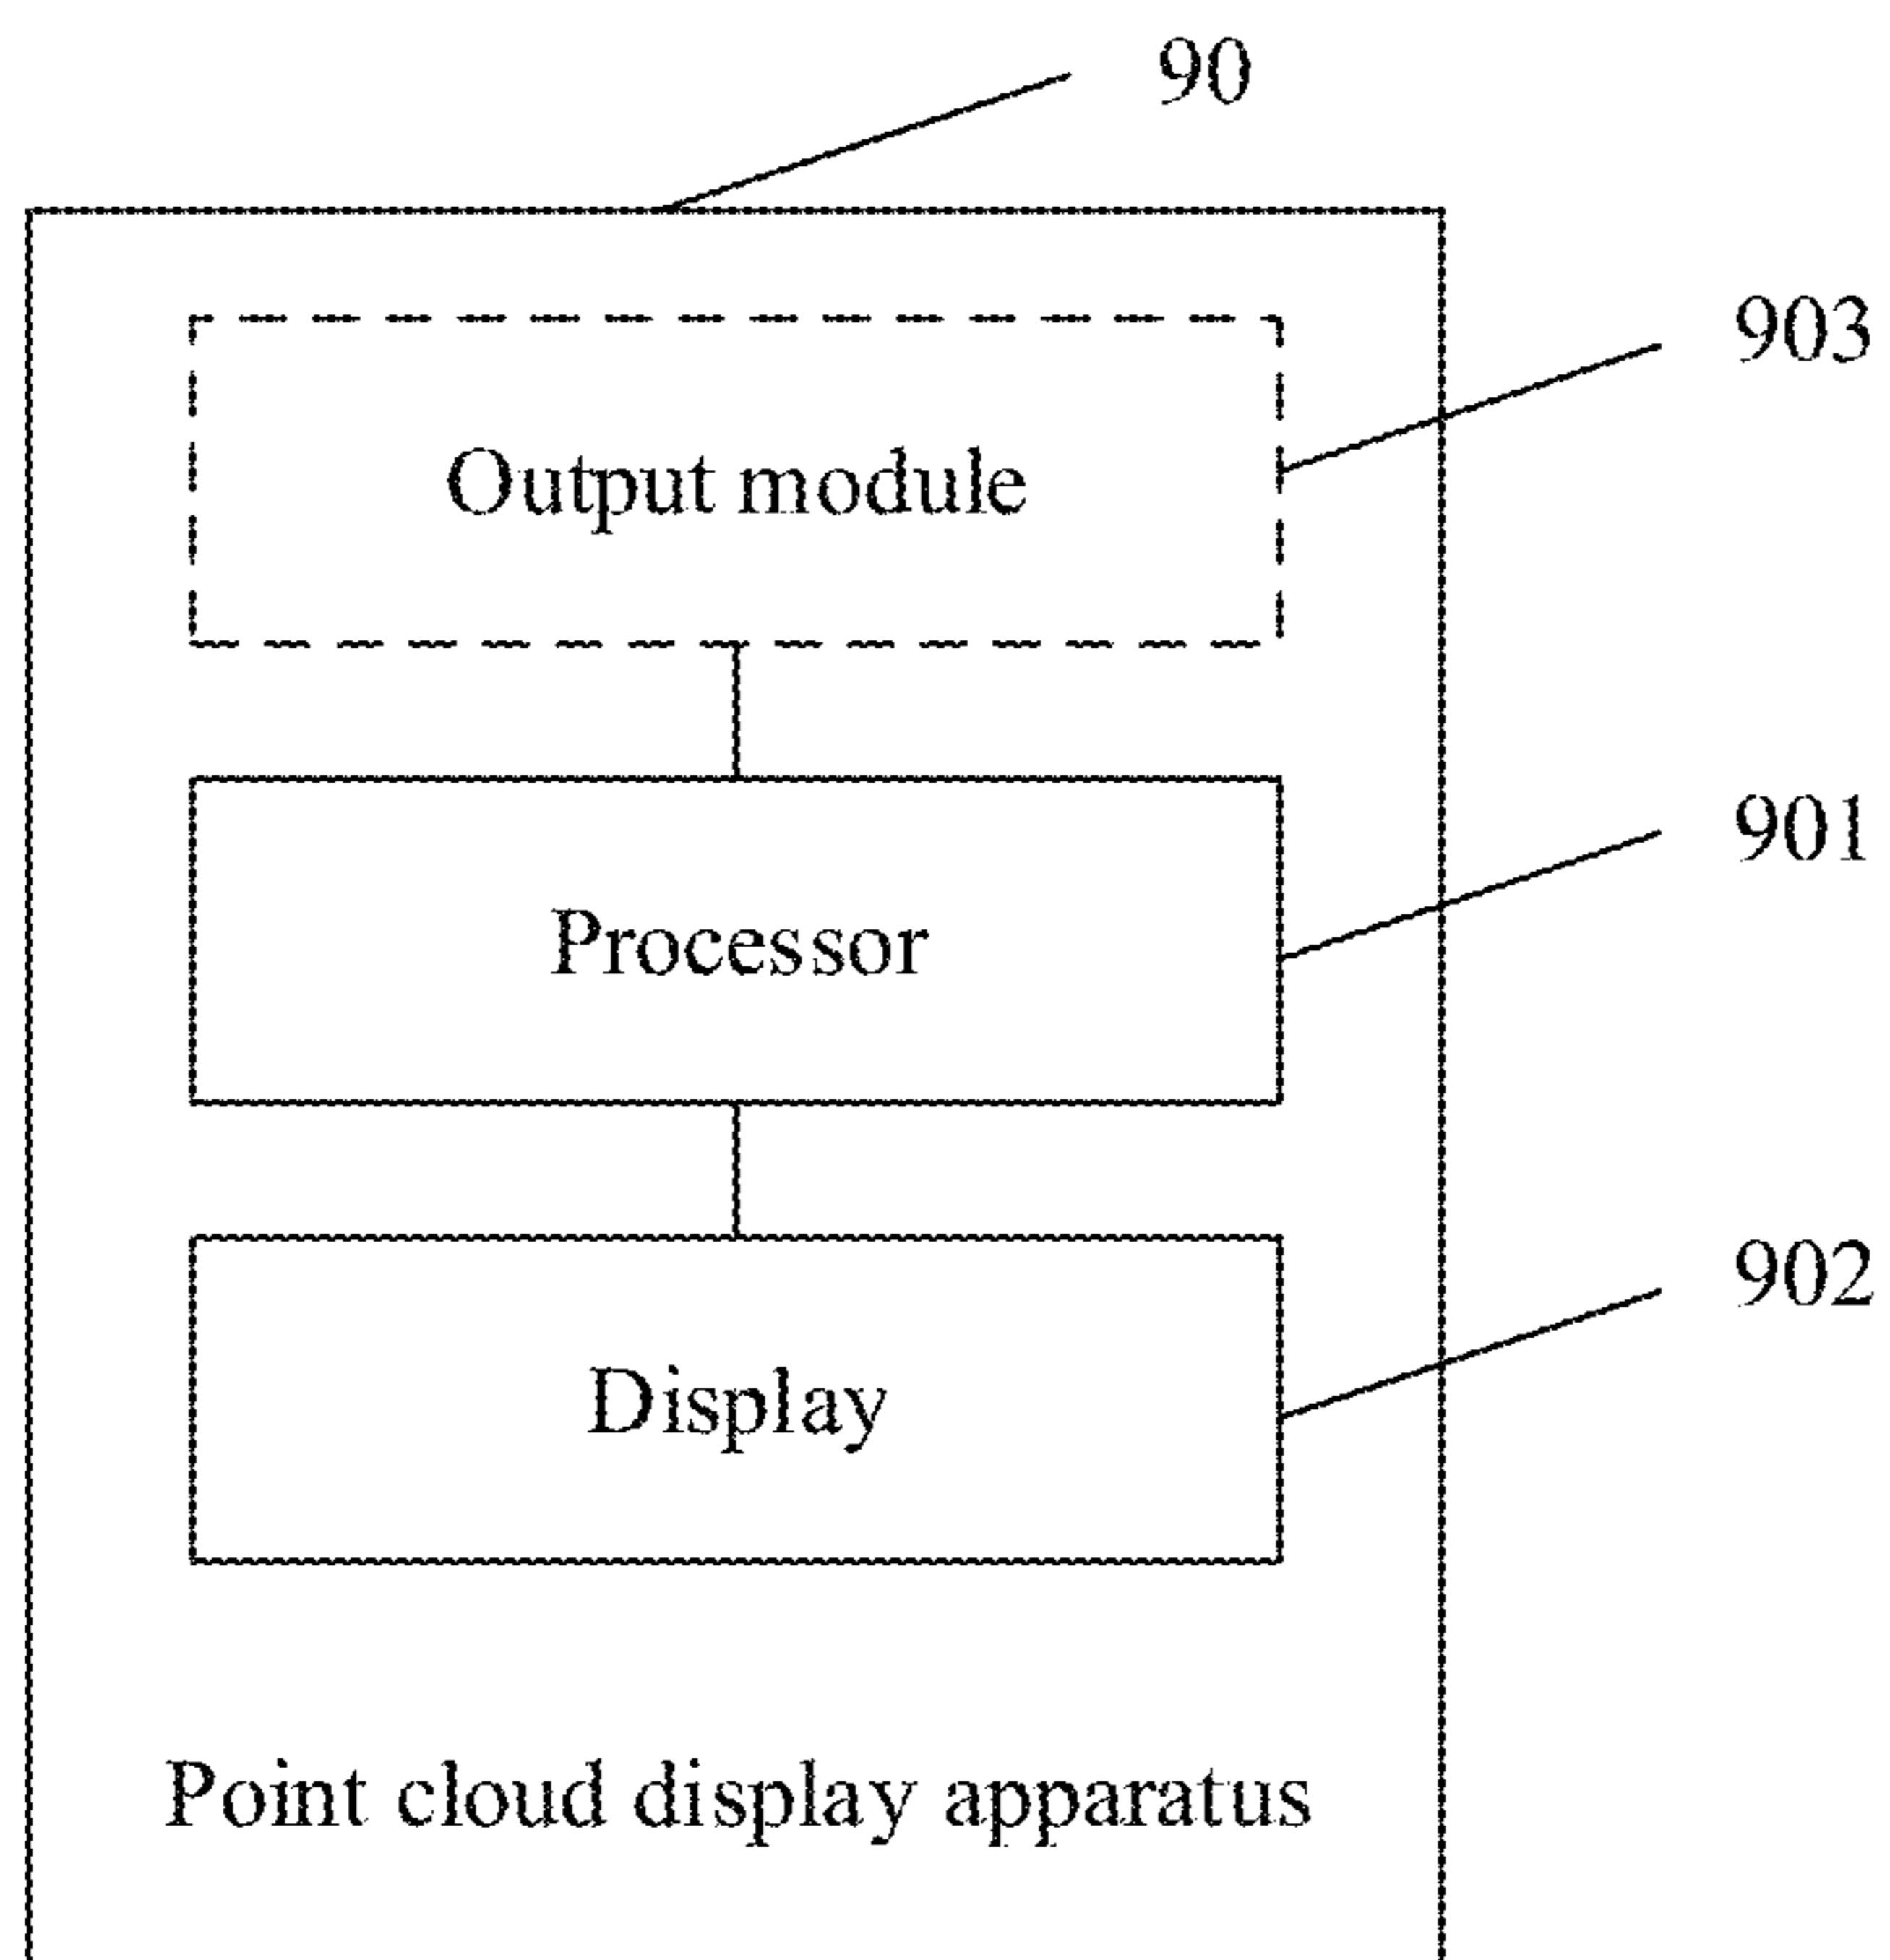 90
903
Output module
901
Processor
902
Display
Point cloud display apparatus